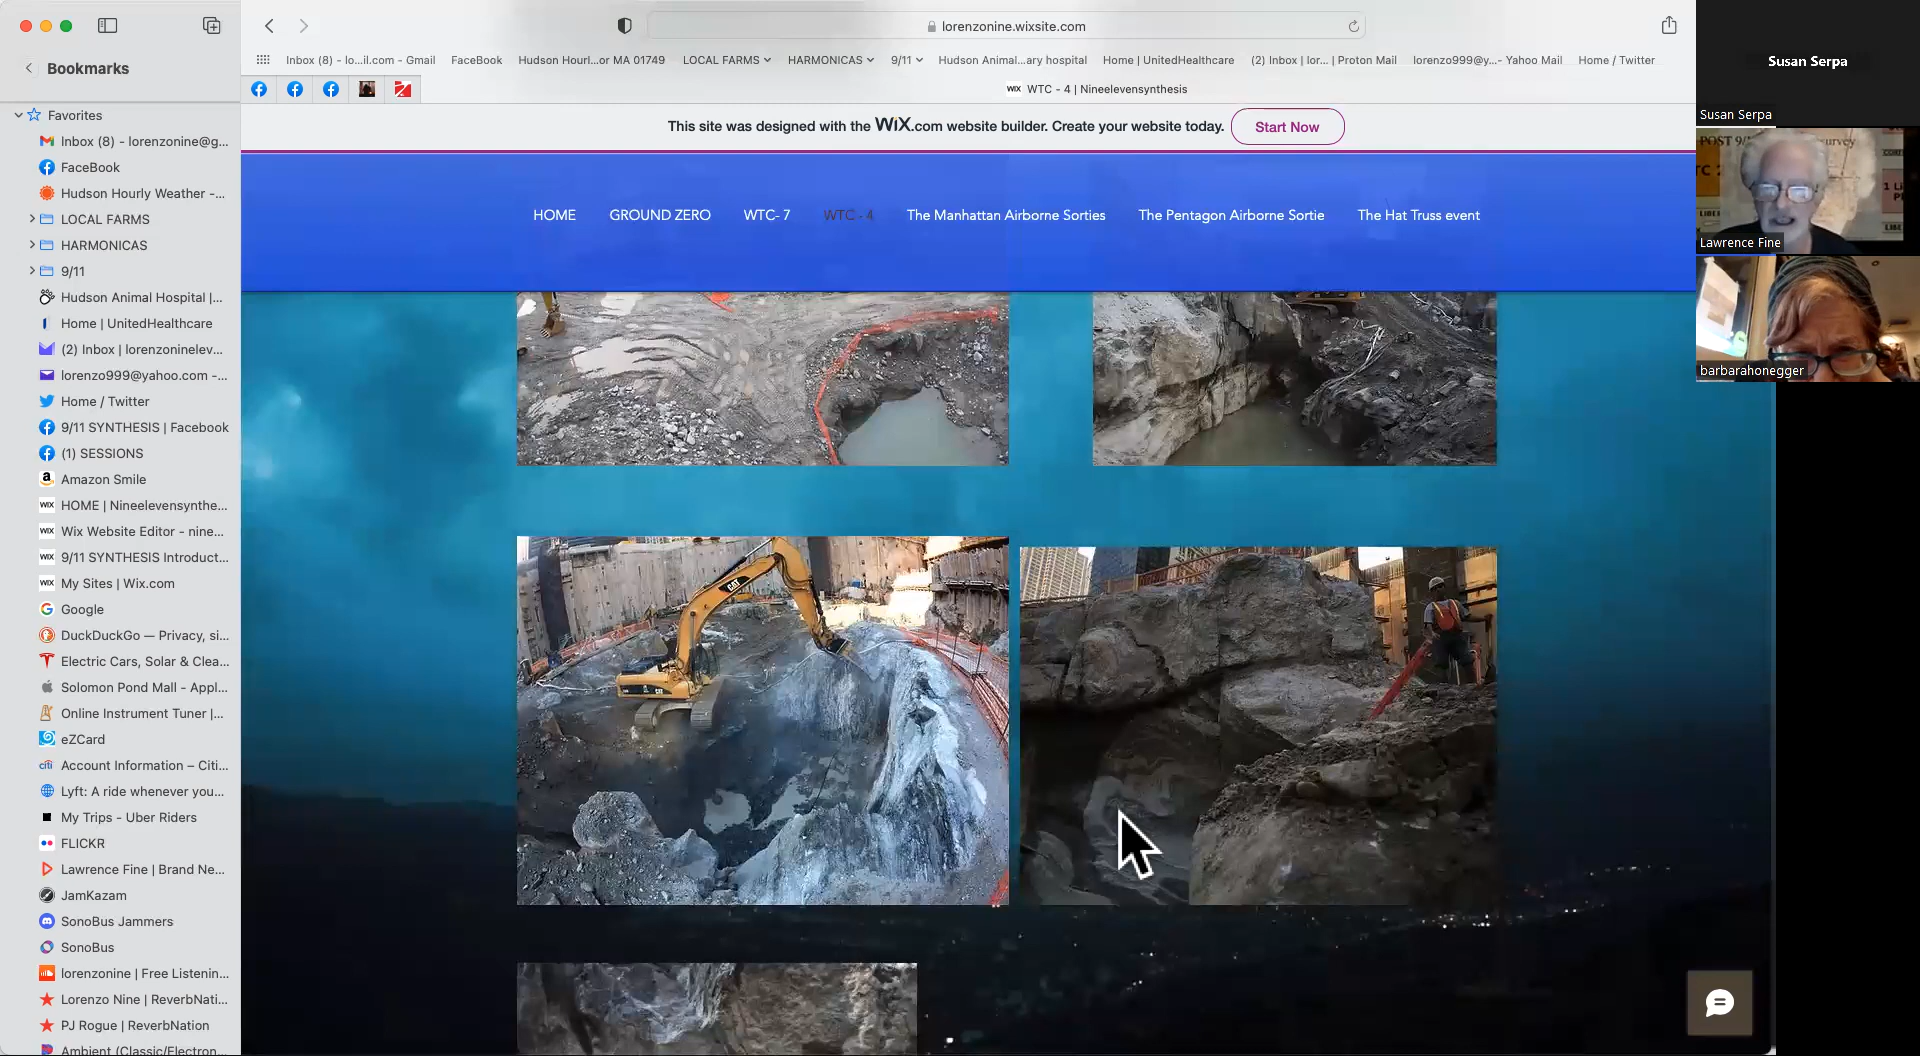 Bookmarks
Favorites
Inbox (8) - lorenzonine@g...
FaceBook
Hudson Hourly Weather -...
LOCAL FARMS
HARMONICAS
9/11
Hudson Animal Hospital |...
Home | UnitedHealthcare
(2) Inbox | lorenzoninelev...
lorenzo999@yahoo.com -...
Home / Twitter
9/11 SYNTHESIS | Facebook
(1) SESSIONS
Amazon Smile
HOME | Nineelevensynthe...
Wix Website Editor - nine...
9/11 SYNTHESIS Introduct...
My Sites | Wix.com
Google
DuckDuckGo — Privacy, si...
Electric Cars, Solar & Clea...
Solomon Pond Mall - Appl...
Online Instrument Tuner |...
eZCard
Account Information – Citi...
Lyft: A ride whenever you...
My Trips - Uber Riders
FLICKR
Lawrence Fine | Brand Ne...
JamKazam
SonoBus Jammers
SonoBus
lorenzonine | Free Listenin...
Lorenzo Nine | ReverbNati...
PJ Rogue | ReverbNation
Ambient (Classic/Electron...
lorenzonine.wixsite.com
Inbox (8) - lo...il.com - Gmail FaceBook Hudson Hourl...or MA 01749 LOCAL FARMS HARMONICAS 9/11 Hudson Animal...ary hospital Home | UnitedHealthcare (2) Inbox | lor... | Proton Mail lorenzo999@y...- Yahoo Mail Home / Twitter
WIX WTC - 4 | Nineelevensynthesis
This site was designed with the WiX.com website builder. Create your website today. Start Now
HOME GROUND ZERO WTC- 7 WTC - 4 The Manhattan Airborne Sorties The Pentagon Airborne Sortie The Hat Truss event
CAT
Susan Serpa
Susan Serpa
POST 9/
Lawrence Fine
barbarahonegger